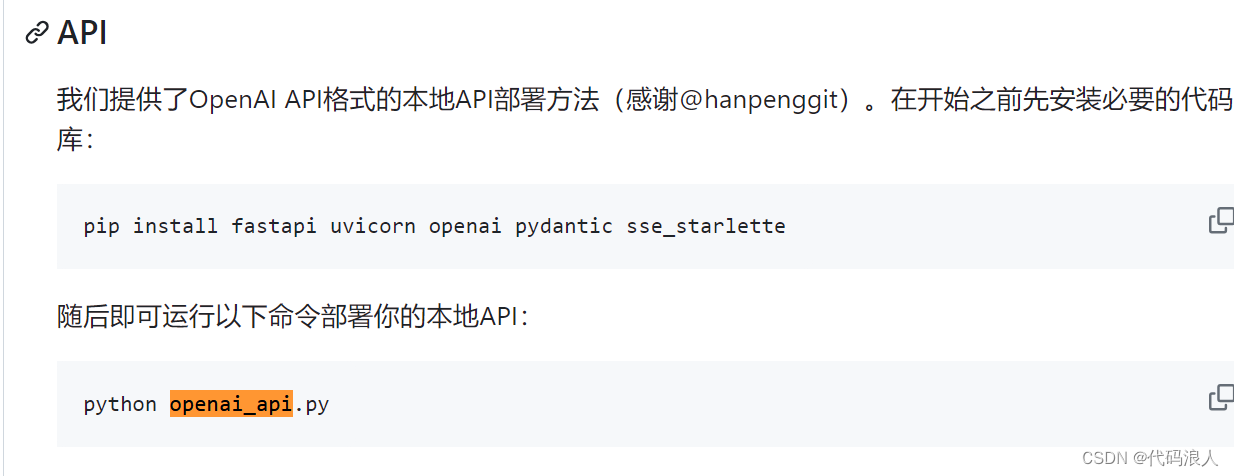 API
我们提供了OpenAI API格式的本地API部署方法（感谢@hanpenggit）。在开始之前先安装必要的代码
库：
pip install fastapi uvicorn openai pydantic sse_starlette
随后即可运行以下命令部署你的本地API：
python openai_api.py
CSDN @代码浪人